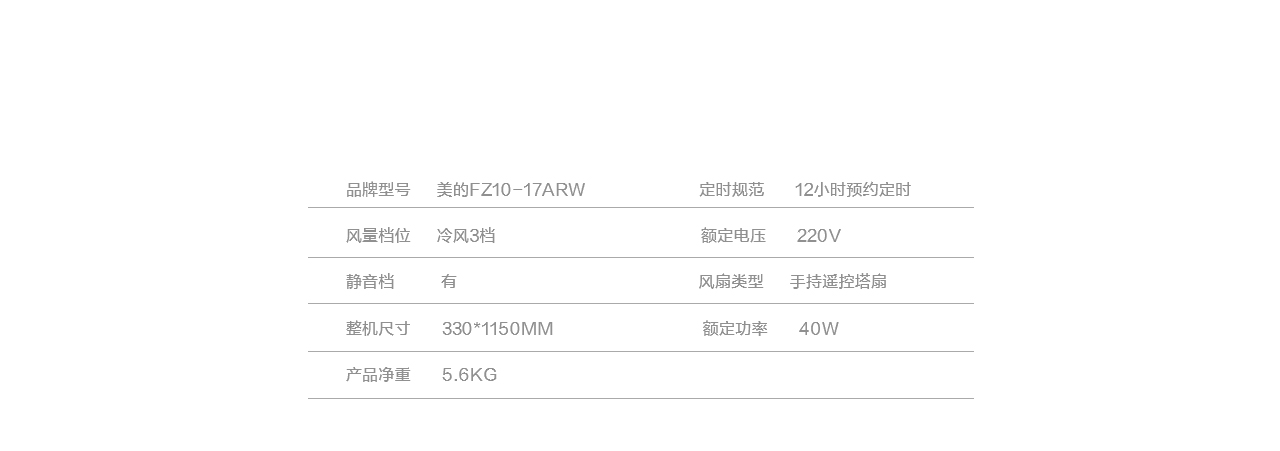 品牌型号 美的FZ10-17ARW 定时规范 12小时预约定时
风量档位 冷风3档 额定电压 220V
静音档 有 风扇类型 手持遥控塔扇
整机尺寸 330*1150MM 额定功率 40W
产品净重 5.6KG